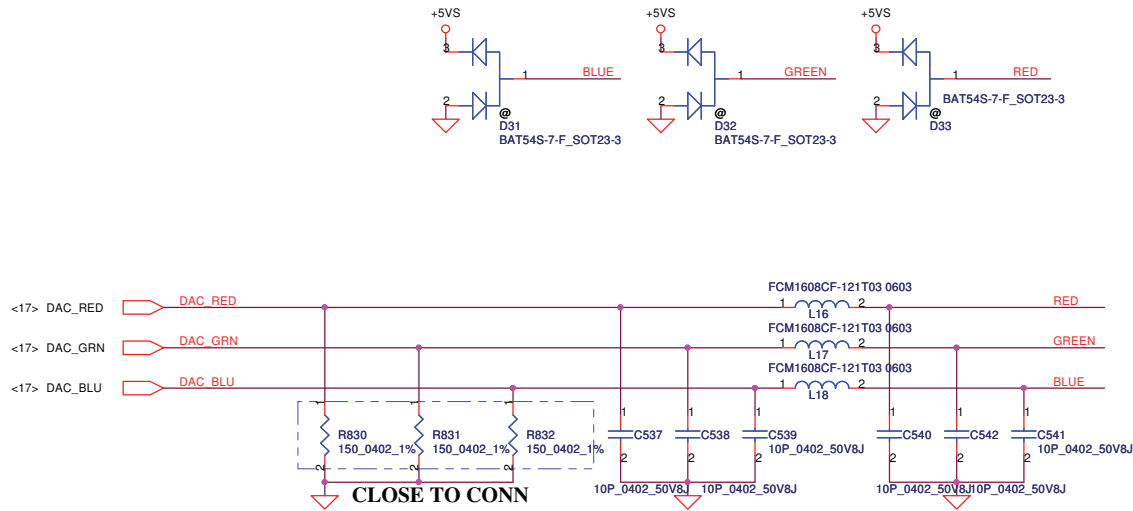 +5VS +5VS +5VS
3 3 3
1 BLUE 1 GREEN 1 RED
2 2 2 BAT54S-7-F_SOT23-3
@ @ @
D31 D32 D33
BAT54S-7-F_SOT23-3 BAT54S-7-F_SOT23-3
FCM1608CF-121T03 0603
<17> DAC_RED DAC_RED 1 2 RED
L16
FCM1608CF-121T03 0603
<17> DAC_GRN DAC_GRN 1 2 GREEN
L17
FCM1608CF-121T03 0603
<17> DAC_BLU DAC_BLU 1 2 BLUE
L18
1 1 1 1 1 1 1 1 1
R830 R831 R832 C537 C538 C539 C540 C542 C541
150_0402_1% 150_0402_1% 150_0402_1% 10P_0402_50V8J 10P_0402_50V8J
2 2 2 2 2 2 2 2 2
10P_0402_50V8J 10P_0402_50V8J 10P_0402_50V8J 10P_0402_50V8J
CLOSE TO CONN